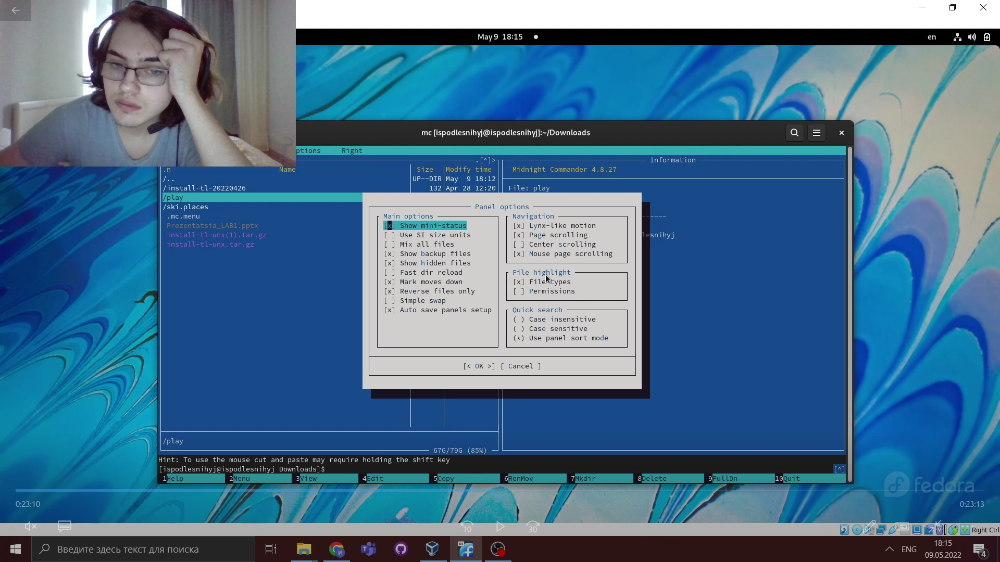 May 9 18:15
en
mc [ispodlesnihyj@ispodlesnihyj]:~/Downloads
ptions Right
.[^]>
Information
.n Name Size Modify time
Midnight Commander 4.8.27
/.. UP--DIR May 9 18:12
/install-tl-20220426 132 Apr 28 12:20
File: play
/play
/ski.places
.mc.menu
Prezentatsia_LAB1.pptx
install-tl-unx(1).tar.gz
lesnihyj
install-tl-unx.tar.gz
Panel options
Main options
[x] Show mini-status
[ ] Use SI size units
[ ] Mix all files
[x] Show backup files
[x] Show hidden files
[ ] Fast dir reload
[x] Mark moves down
[x] Reverse files only
[ ] Simple swap
[x] Auto save panels setup
Navigation
[x] Lynx-like motion
[x] Page scrolling
[ ] Center scrolling
[x] Mouse page scrolling
File highlight
[x] File types
[ ] Permissions
Quick search
( ) Case insensitive
( ) Case sensitive
(*) Use panel sort mode
[< OK >] [ Cancel ]
/play
67G/79G (85%)
Hint: To use the mouse cut and paste may require holding the shift key
[ispodlesnihyj@ispodlesnihyj Downloads]$
[^]
1Help 2Menu 3View 4Edit 5Copy 6RenMov 7Mkdir 8Delete 9PullDn 10Quit
fedora
0:23:10
0:23:13
10
30
Right Ctrl
Введите здесь текст для поиска
64
ENG
18:15
09.05.2022
4